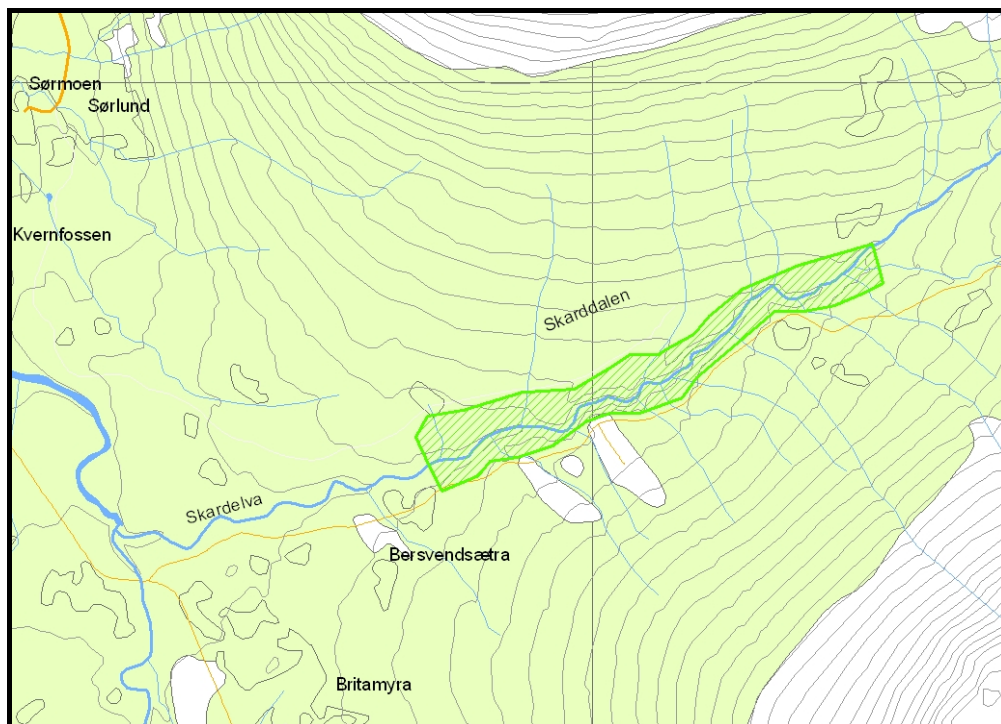 Sørmoen
Sørlund
Kvernfossen
Skarddalen
Skardelva
Bersvendsætra
Britamyra